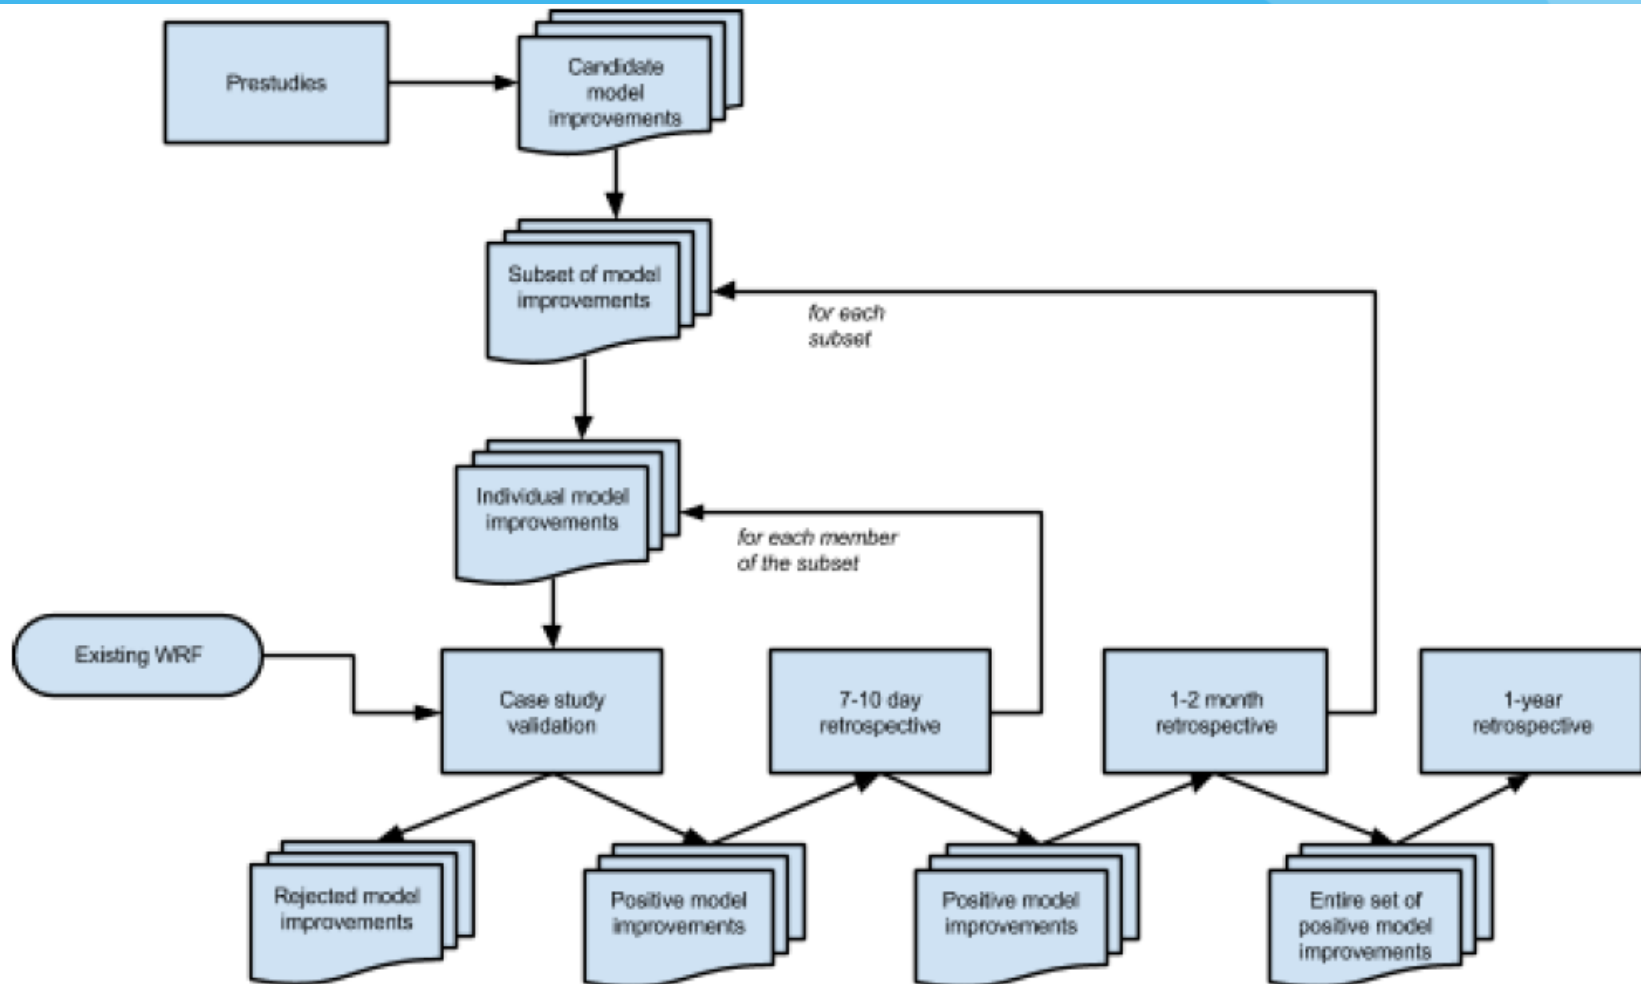 Prestudies
Candidate
model
improvements
Subset of model
improvements
for each
subset
Individual model
improvements
for each member
of the subset
Existing WRF
Case study
validation
7-10 day
retrospective
1-2 month
retrospective
1-year
retrospective
Rejected model
improvements
Positive model
improvements
Positive model
improvements
Entire set of
positive model
improvements